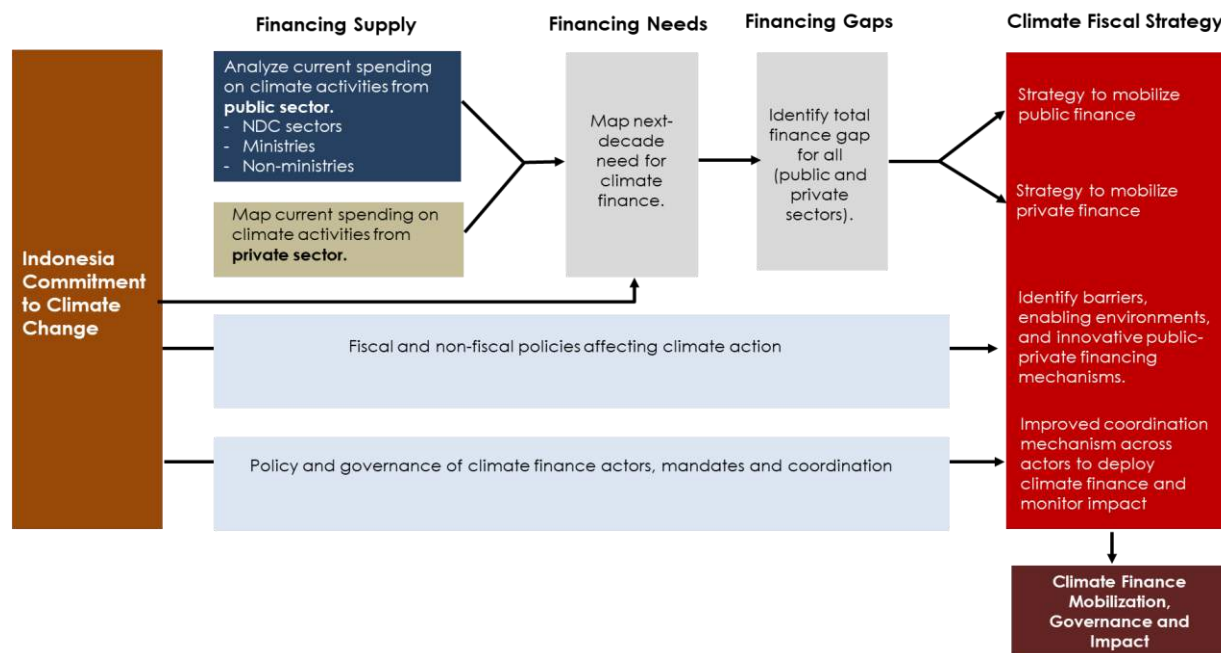 Financing Supply
Financing Needs
Financing Gaps
Climate Fiscal Strategy
Indonesia
Commitment
to Climate
Change
Analyze current spending
on climate activities from
public sector.
- NDC sectors
- Ministries
- Non-ministries
Map current spending on
climate activities from
private sector.
Map next-
decade
need for
climate
finance.
Identify total
finance gap
for all
(public and
private
sectors).
Strategy to mobilize
public finance
Strategy to mobilize
private finance
Fiscal and non-fiscal policies affecting climate action
Identify barriers,
enabling environments,
and innovative public-
private financing
mechanisms.
Policy and governance of climate finance actors, mandates and coordination
Improved coordination
mechanism across
actors to deploy
climate finance and
monitor impact
Climate Finance
Mobilization,
Governance and
Impact